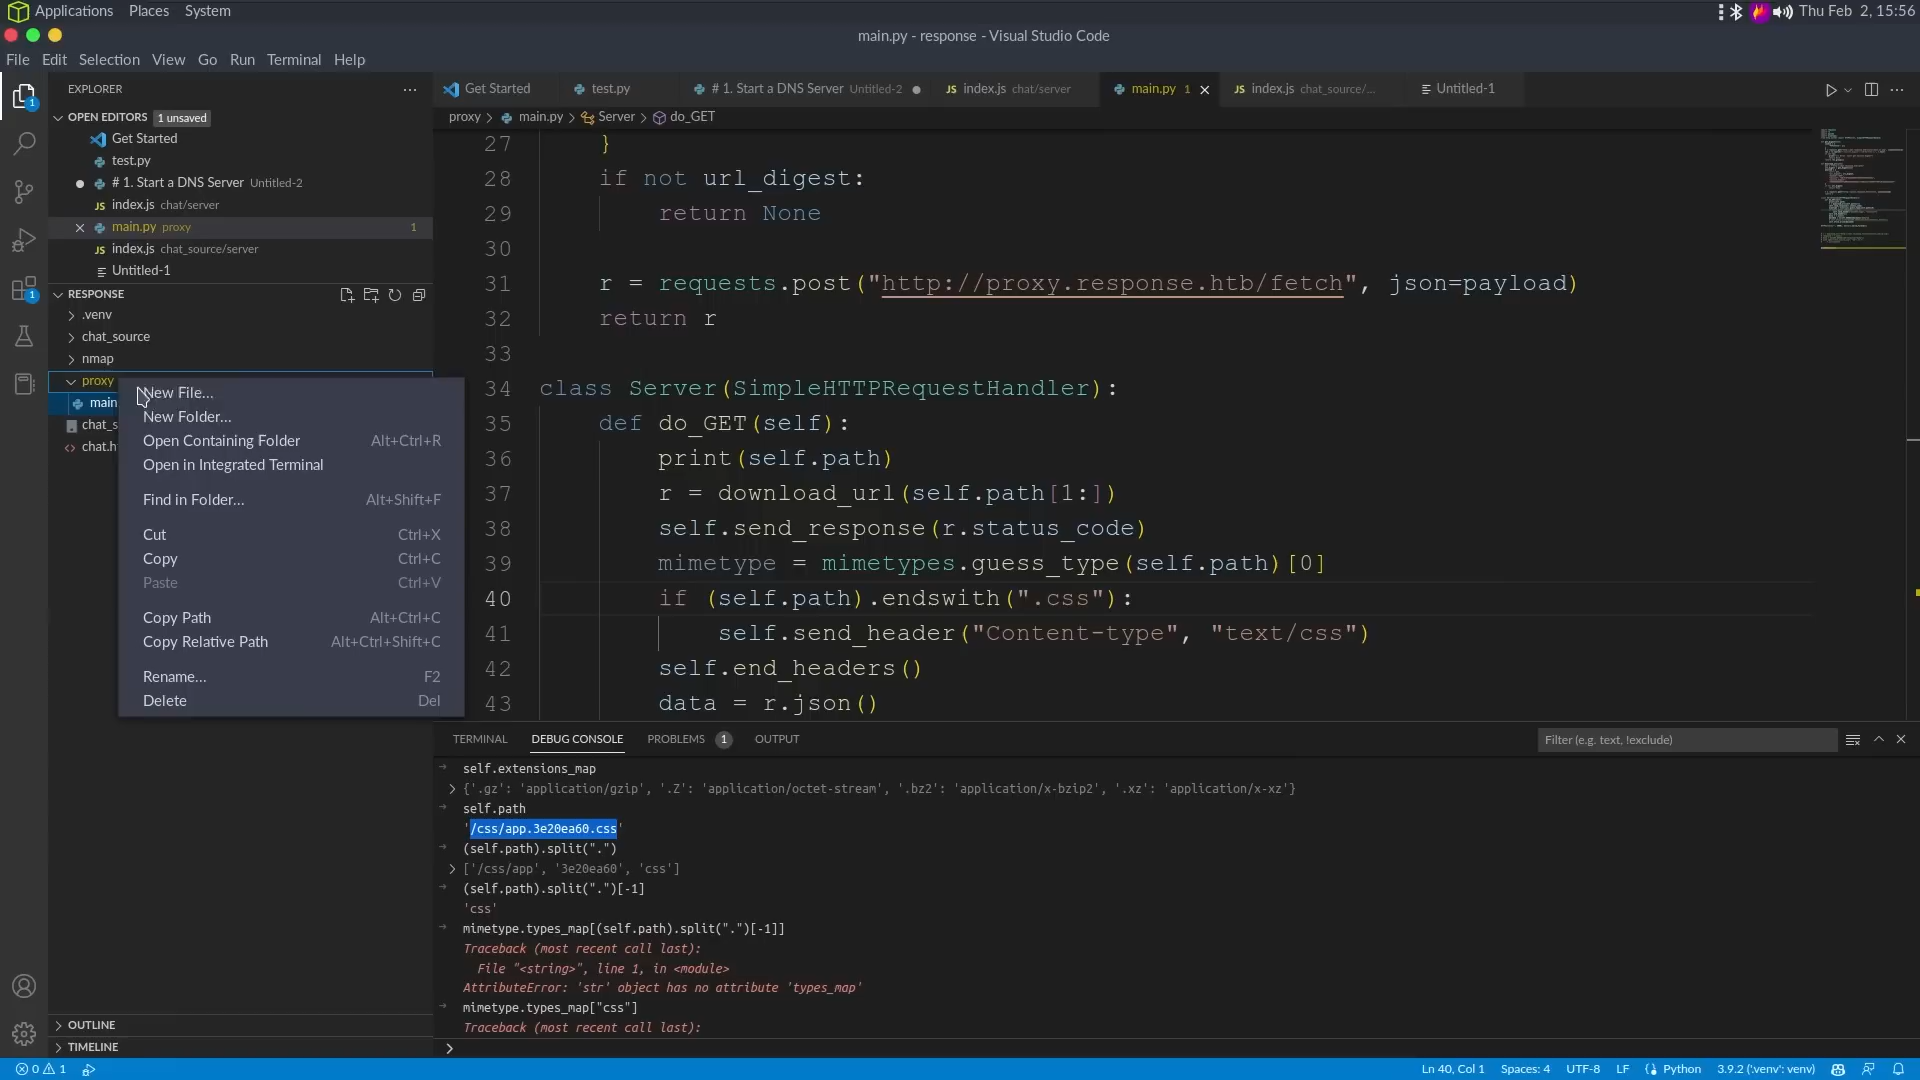 Applications Places System
Thu Feb 2, 15:56
main.py - response - Visual Studio Code
File Edit Selection View Go Run Terminal Help
EXPLORER
OPEN EDITORS 1 unsaved
Get Started
test.py
# 1. Start a DNS Server Untitled-2
index.js chat/server
main.py proxy 1
index.js chat_source/server
Untitled-1
RESPONSE
.venv
chat_source
nmap
proxy
main
chat_s
chat.h
New File...
New Folder...
Open Containing Folder Alt+Ctrl+R
Open in Integrated Terminal
Find in Folder... Alt+Shift+F
Cut Ctrl+X
Copy Ctrl+C
Paste Ctrl+V
Copy Path Alt+Ctrl+C
Copy Relative Path Alt+Ctrl+Shift+C
Rename... F2
Delete Del
OUTLINE
TIMELINE
Get Started test.py # 1. Start a DNS Server Untitled-2 JS index.js chat/server main.py 1 JS index.js chat_source/... Untitled-1
proxy > main.py > Server > do_GET
27 }
28 if not url_digest:
29 return None
30
31 r = requests.post("http://proxy.response.htb/fetch", json=payload)
32 return r
33
34 class Server(SimpleHTTPRequestHandler):
35 def do_GET(self):
36 print(self.path)
37 r = download_url(self.path[1:])
38 self.send_response(r.status_code)
39 mimetype = mimetypes.guess_type(self.path)[0]
40 if (self.path).endswith(".css"):
41 self.send_header("Content-type", "text/css")
42 self.end_headers()
43 data = r.json()
TERMINAL DEBUG CONSOLE PROBLEMS 1 OUTPUT
Filter (e.g. text, !exclude)
self.extensions_map
{'.gz': 'application/gzip', '.Z': 'application/octet-stream', '.bz2': 'application/x-bzip2', '.xz': 'application/x-xz'}
self.path
'/css/app.3e20ea60.css'
(self.path).split(".")
['/css/app', '3e20ea60', 'css']
(self.path).split(".")[-1]
'css'
mimetype.types_map[(self.path).split(".")[-1]]
Traceback (most recent call last):
File "<string>", line 1, in <module>
AttributeError: 'str' object has no attribute 'types_map'
mimetype.types_map["css"]
Traceback (most recent call last):
0 1
Ln 40, Col 1 Spaces: 4 UTF-8 LF Python 3.9.2 ('.venv': venv)